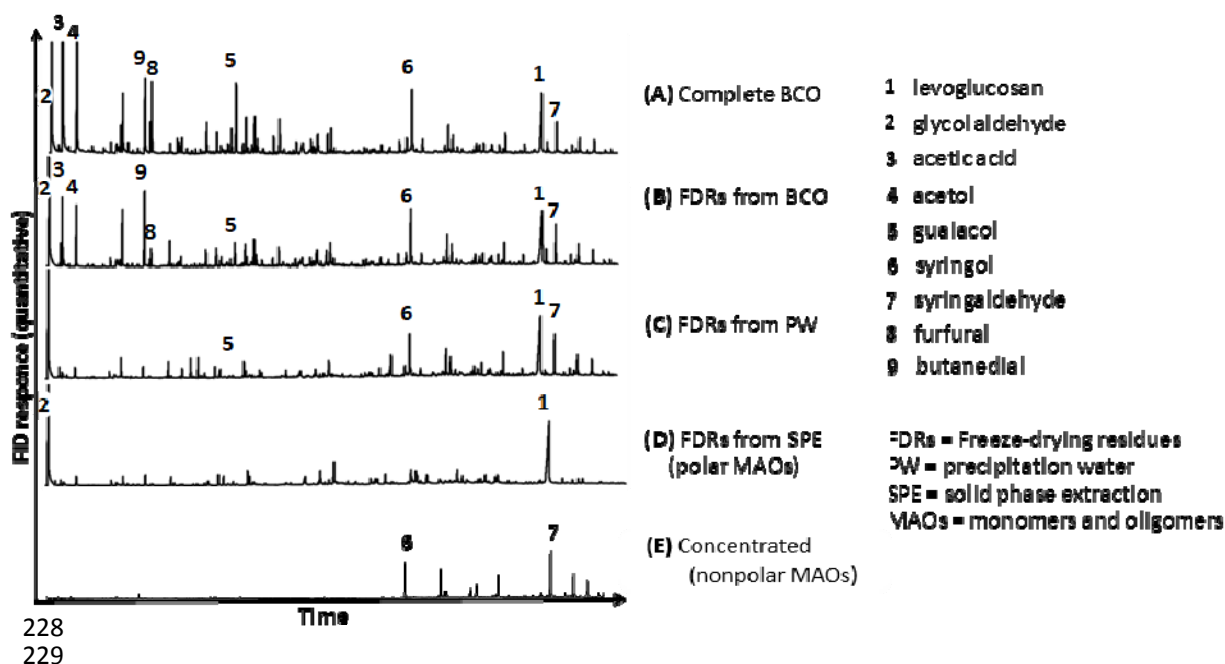 3
4
2
9
8
5
6
1
7
(A) Complete BCO
3
2
4
9
8
5
6
1
7
(B) FDRs from BCO
5
6
1
7
(C) FDRs from PW
2
1
(D) FDRs from SPE
(polar MAOs)
6
7
(E) Concentrated
(nonpolar MAOs)
FID responce (quantitative)
Time
1 levoglucosan
2 glycolaldehyde
3 acetic acid
4 acetol
5 guaiacol
6 syringol
7 syringaldehyde
8 furfural
9 butanedial
FDRs = Freeze-drying residues
PW = precipitation water
SPE = solid phase extraction
MAOs = monomers and oligomers
228
229